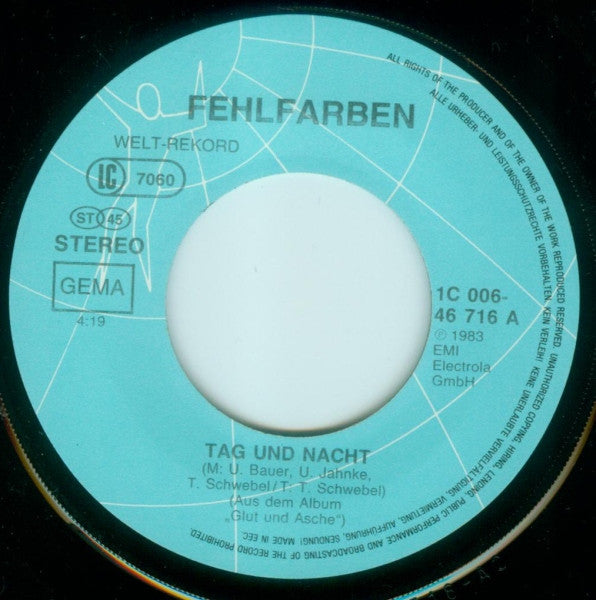 FEHLFARBEN
WELT-REKORD
LC 7060
ST 45
STEREO
GEMA
4:19
1C 006-
46 716 A
℗ 1983
EMI
Electrola
GmbH
TAG UND NACHT
(M: U. Bauer, U. Jahnke,
T. Schwebel/T: T. Schwebel)
(Aus dem Album
„Glut und Asche“)
ALL RIGHTS OF THE PRODUCER AND OF THE OWNER OF THE WORK REPRODUCED RESERVED. UNAUTHORIZED COPYING, HIRING, LENDING, PUBLIC PERFORMANCE AND BROADCASTING OF THE RECORD PROHIBITED.
ALLE URHEBER- UND LEISTUNGSSCHUTZRECHTE VORBEHALTEN. KEIN VERLEIH! KEINE UNERLAUBTE VERVIELFÄLTIGUNG, VERMIETUNG, AUFFÜHRUNG, SENDUNG! MADE IN EEC.